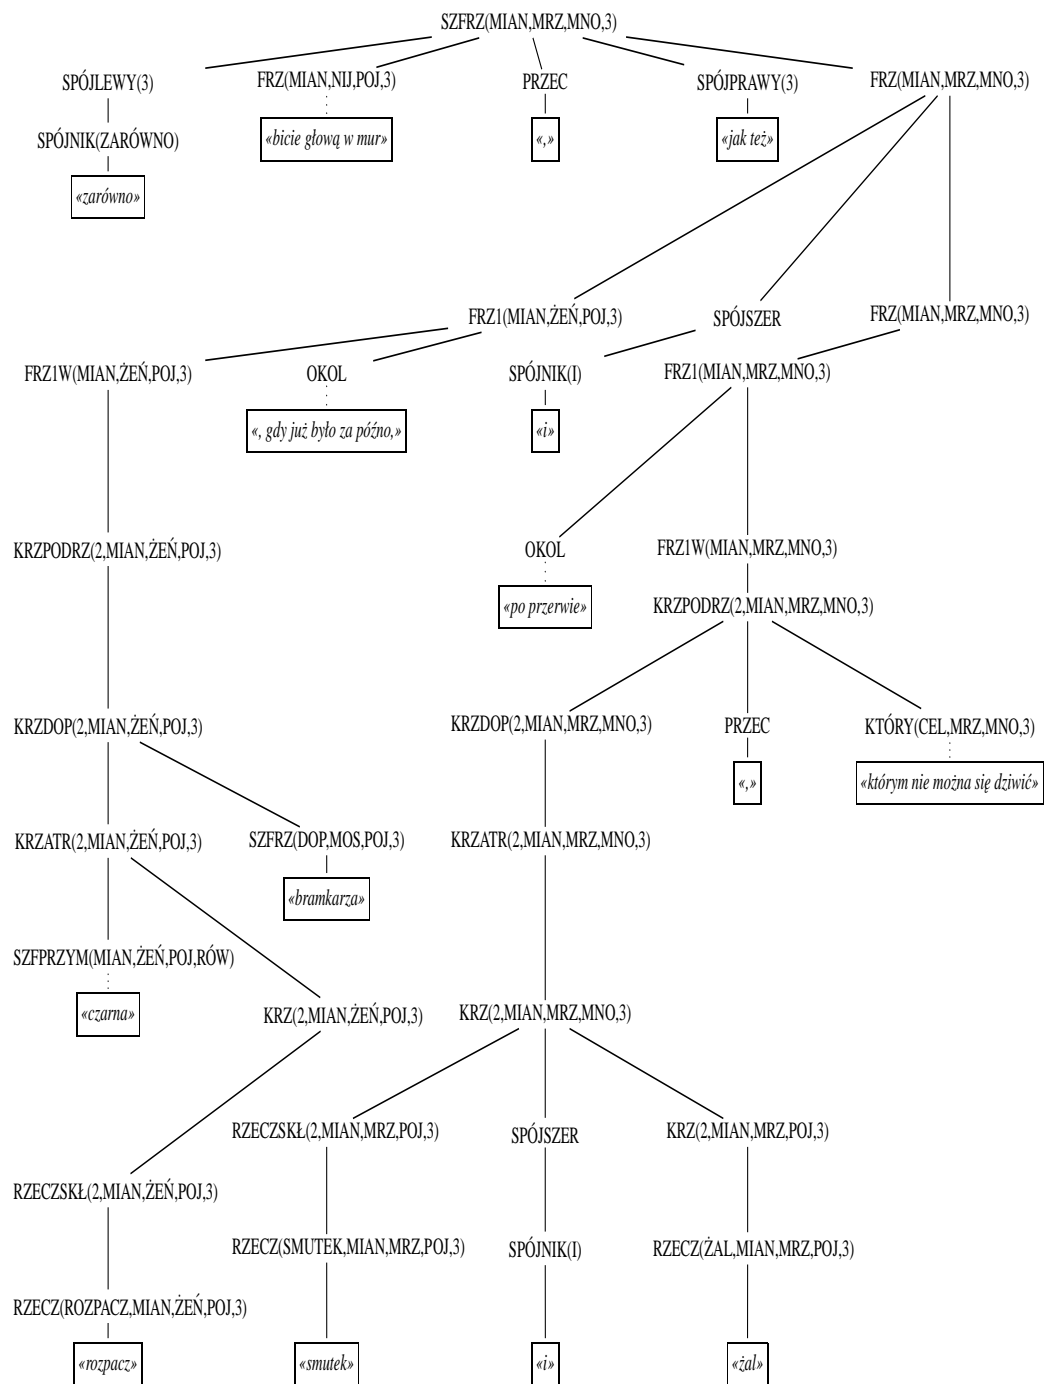 SZFRZ(MIAN,MRZ,MNO,3)
SPÓJLEWY(3) FRZ(MIAN,NIJ,POJ,3) PRZEC SPÓJPRAWY(3) FRZ(MIAN,MRZ,MNO,3)
SPÓJNIK(ZARÓWNO) «bicie głową w mur» «,» «jak też»
«zarówno»
FRZ1(MIAN,ŻEŃ,POJ,3) SPÓJSZER FRZ(MIAN,MRZ,MNO,3)
FRZ1W(MIAN,ŻEŃ,POJ,3) OKOL SPÓJNIK(I) FRZ1(MIAN,MRZ,MNO,3)
«, gdy już było za późno,» «i»
KRZPODRZ(2,MIAN,ŻEŃ,POJ,3) OKOL FRZ1W(MIAN,MRZ,MNO,3)
«po przerwie» KRZPODRZ(2,MIAN,MRZ,MNO,3)
KRZDOP(2,MIAN,ŻEŃ,POJ,3) KRZDOP(2,MIAN,MRZ,MNO,3) PRZEC KTÓRY(CEL,MRZ,MNO,3)
«,» «którym nie można się dziwić»
KRZATR(2,MIAN,ŻEŃ,POJ,3) SZFRZ(DOP,MOS,POJ,3) KRZATR(2,MIAN,MRZ,MNO,3)
«bramkarza»
SZFPRZYM(MIAN,ŻEŃ,POJ,RÓW)
«czarna» KRZ(2,MIAN,ŻEŃ,POJ,3) KRZ(2,MIAN,MRZ,MNO,3)
RZECZSKŁ(2,MIAN,MRZ,POJ,3) SPÓJSZER KRZ(2,MIAN,MRZ,POJ,3)
RZECZSKŁ(2,MIAN,ŻEŃ,POJ,3)
RZECZ(SMUTEK,MIAN,MRZ,POJ,3) SPÓJNIK(I) RZECZ(ŻAL,MIAN,MRZ,POJ,3)
RZECZ(ROZPACZ,MIAN,ŻEŃ,POJ,3)
«rozpacz» «smutek» «i» «żal»